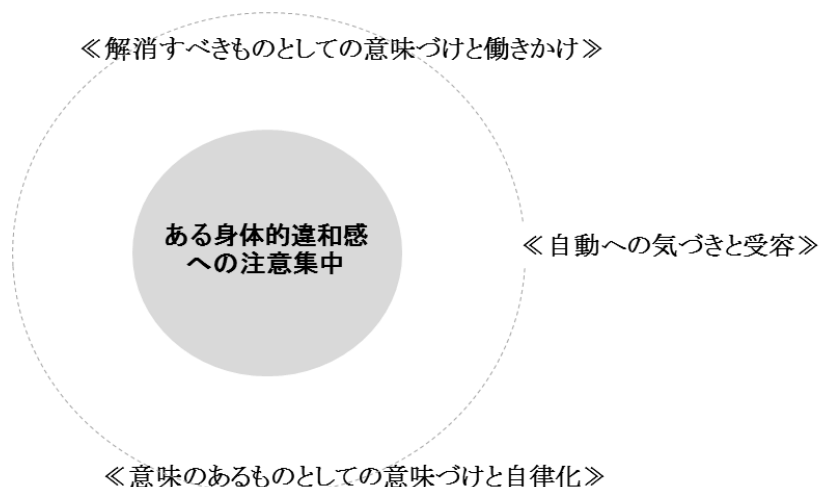 ≪解消すべきものとしての意味づけと働きかけ≫
ある身体的違和感
への注意集中
≪自動への気づきと受容≫
≪意味のあるものとしての意味づけと自律化≫